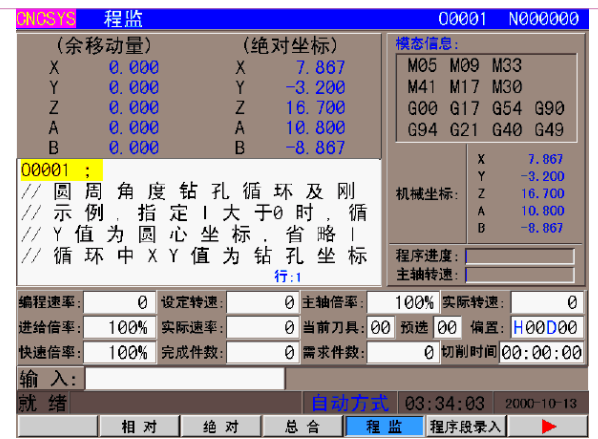 CNCSYS 程监 O0001 N000000
(余移动量) (绝对坐标) 模态信息:
X 0.000 X 7.867 M05 M09 M33
Y 0.000 Y -3.200 M41 M17 M30
Z 0.000 Z 16.700 G00 G17 G54 G90
A 0.000 A 10.800 G94 G21 G40 G49
B 0.000 B -8.867
O0001 ;
// 圆周角度钻孔循环及刚
// 示例．指定I大于0时，循
// Y值为圆心坐标．省略I
// 循环中XY值为钻孔坐标
行:1
机械坐标:
X 7.867
Y -3.200
Z 16.700
A 10.800
B -8.867
程序进度:
主轴转速:
编程速率: 0 设定转速: 0 主轴倍率: 100% 实际转速: 0
进给倍率: 100% 实际速率: 0 当前刀具: 00 预选 00 偏置: H00D00
快速倍率: 100% 完成件数: 0 需求件数: 0 切削时间 00:00:00
输入:
就绪 自动方式 03:34:03 2000-10-13
相对 绝对 总合 程监 程序段录入